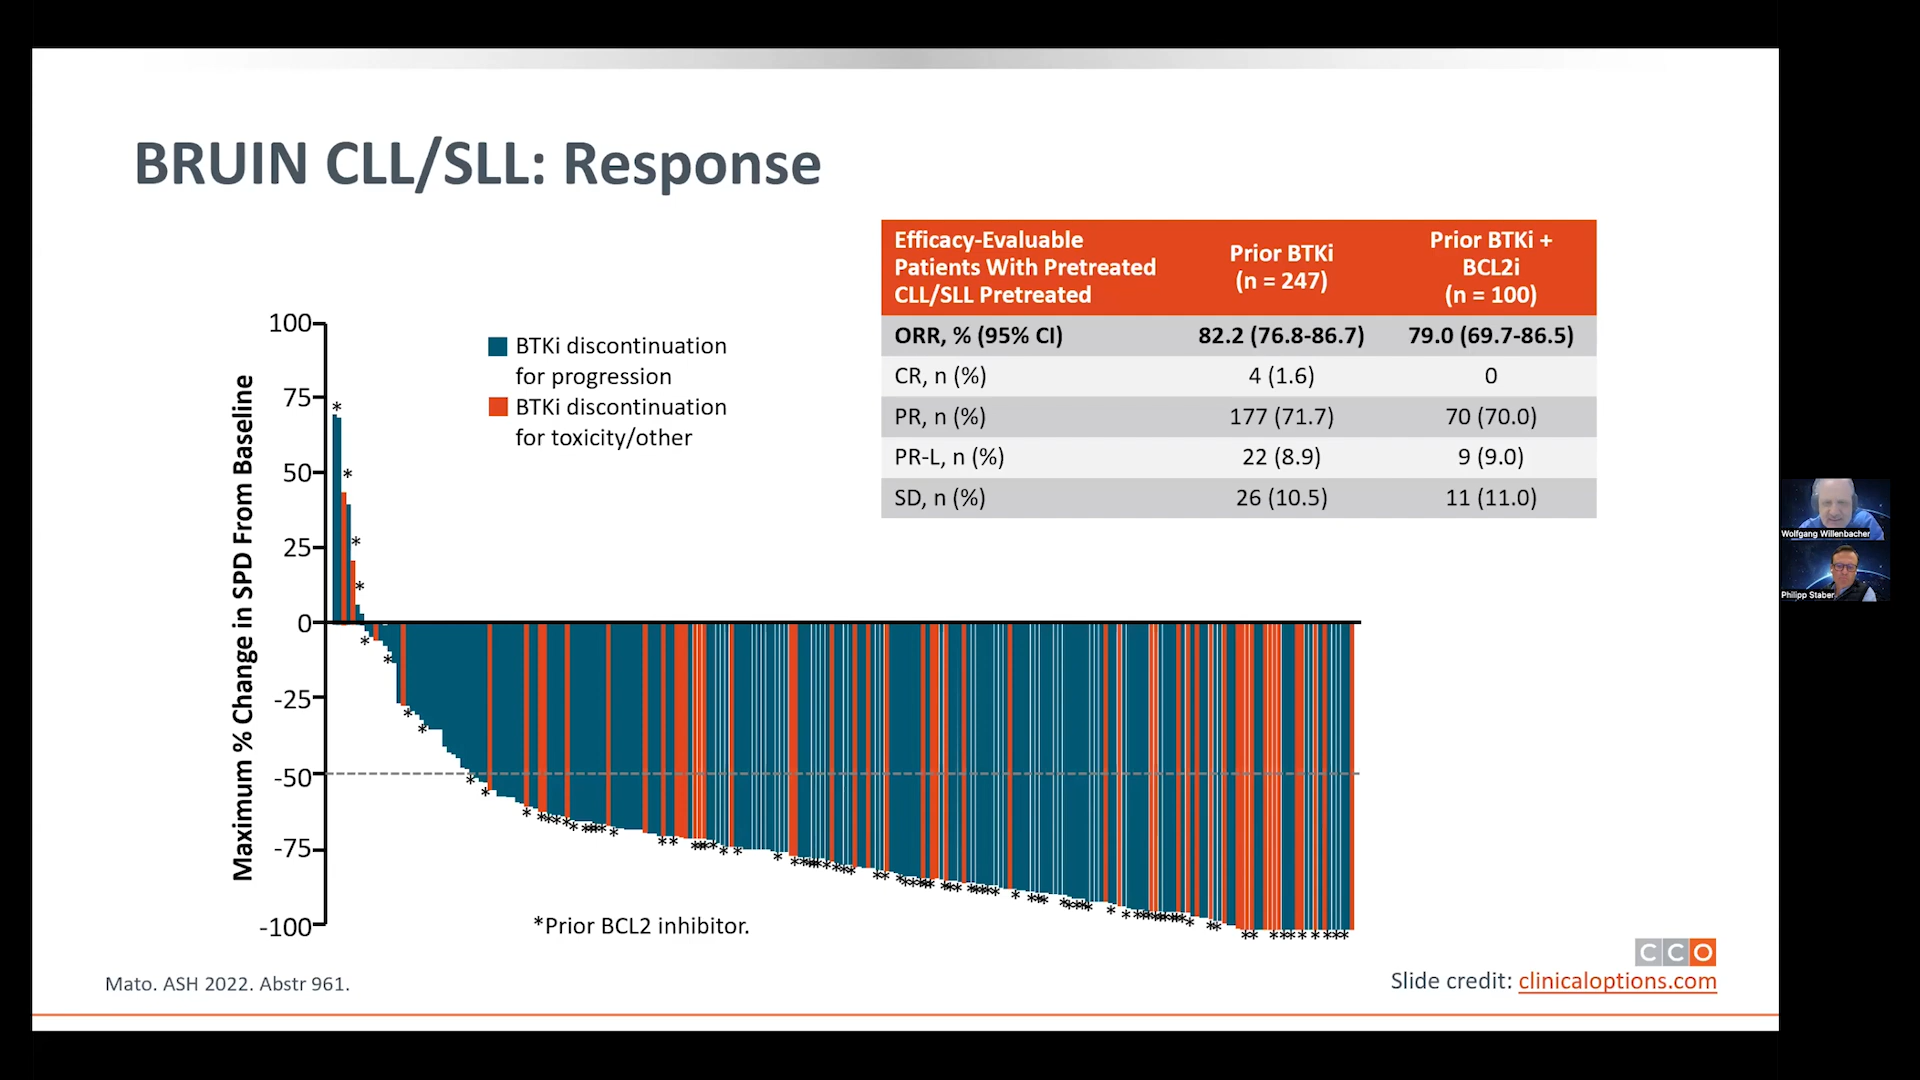 BRUIN CLL/SLL: Response
Efficacy-Evaluable
Patients With Pretreated
CLL/SLL Pretreated
Prior BTKi
(n = 247)
Prior BTKi +
BCL2i
(n = 100)
ORR, % (95% CI) 82.2 (76.8-86.7) 79.0 (69.7-86.5)
CR, n (%) 4 (1.6) 0
PR, n (%) 177 (71.7) 70 (70.0)
PR-L, n (%) 22 (8.9) 9 (9.0)
SD, n (%) 26 (10.5) 11 (11.0)
BTKi discontinuation
for progression
BTKi discontinuation
for toxicity/other
Maximum % Change in SPD From Baseline
100
75
50
25
0
-25
-50
-75
-100
*Prior BCL2 inhibitor.
Wolfgang Willenbacher
Philipp Staber
Mato. ASH 2022. Abstr 961.
CCO
Slide credit: clinicaloptions.com